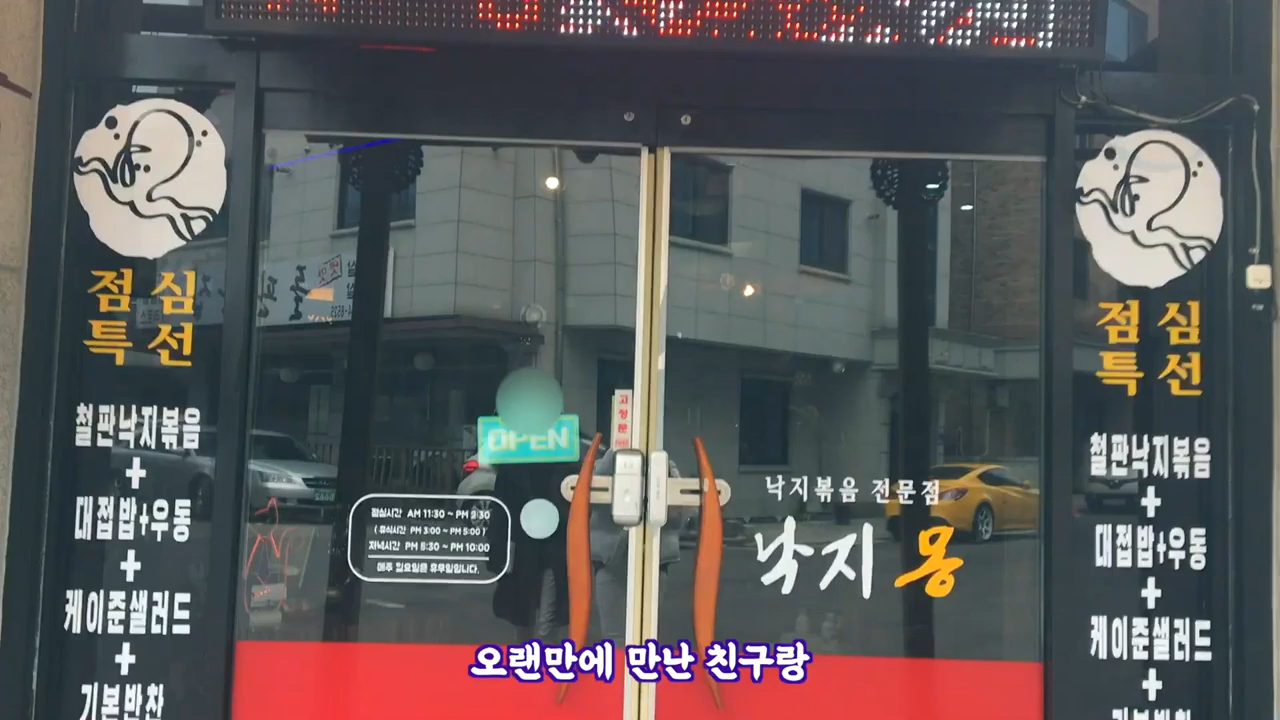 점심
특선
철판낙지볶음
+
대접밥+우동
+
케이준샐러드
+
기본반찬
OPEN
고정문
점심시간 AM 11:30 ~ PM 2:30
( 휴식시간 PM 3:00 ~ PM 5:00 )
저녁시간 PM 5:30 ~ PM 10:00
매주 일요일은 휴무입니다.
낙지볶음 전문점
낙지몽
점심
특선
철판낙지볶음
+
대접밥+우동
+
케이준샐러드
+
오랜만에 만난 친구랑